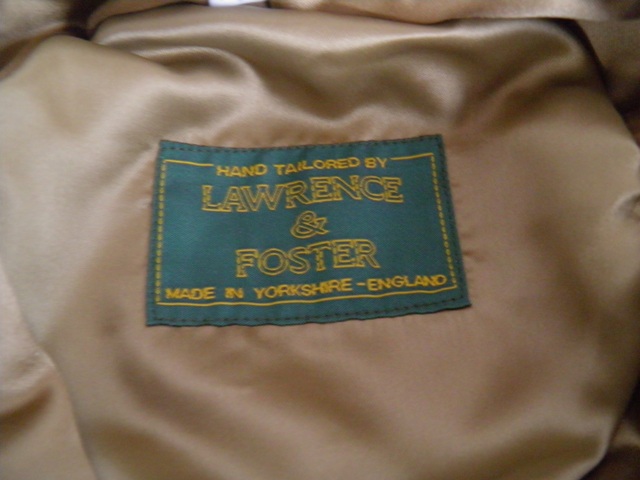 HAND TAILORED BY
LAWRENCE
&
FOSTER
MADE IN YORKSHIRE - ENGLAND